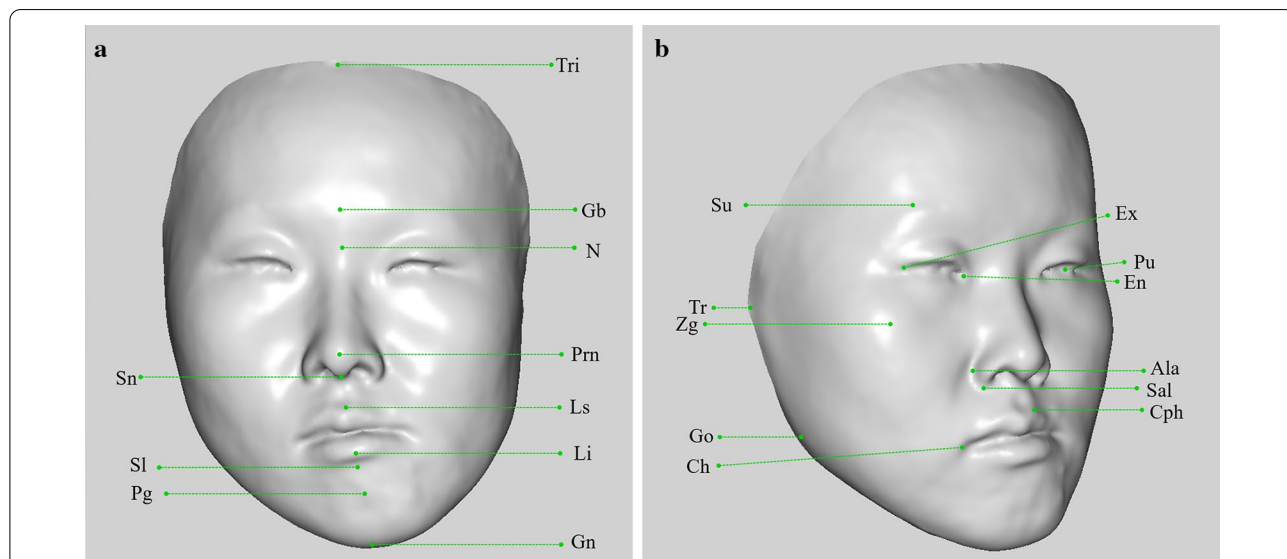 a
Tri
Gb
N
Prn
Sn
Ls
Li
Sl
Pg
Gn
b
Su
Ex
Pu
En
Tr
Zg
Ala
Sal
Cph
Go
Ch